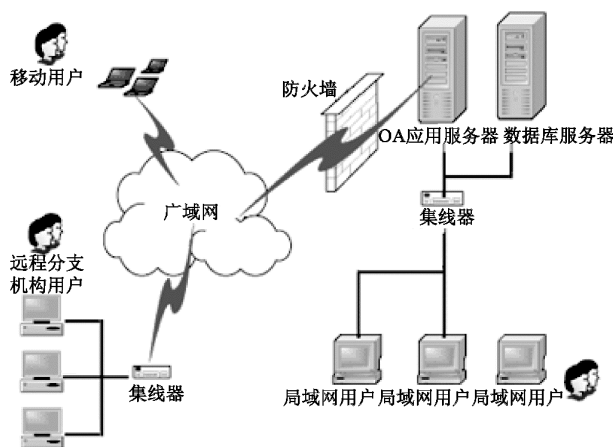 移动用户
防火墙
OA应用服务器 数据库服务器
广域网
集线器
远程分支
机构用户
集线器
局域网用户 局域网用户 局域网用户